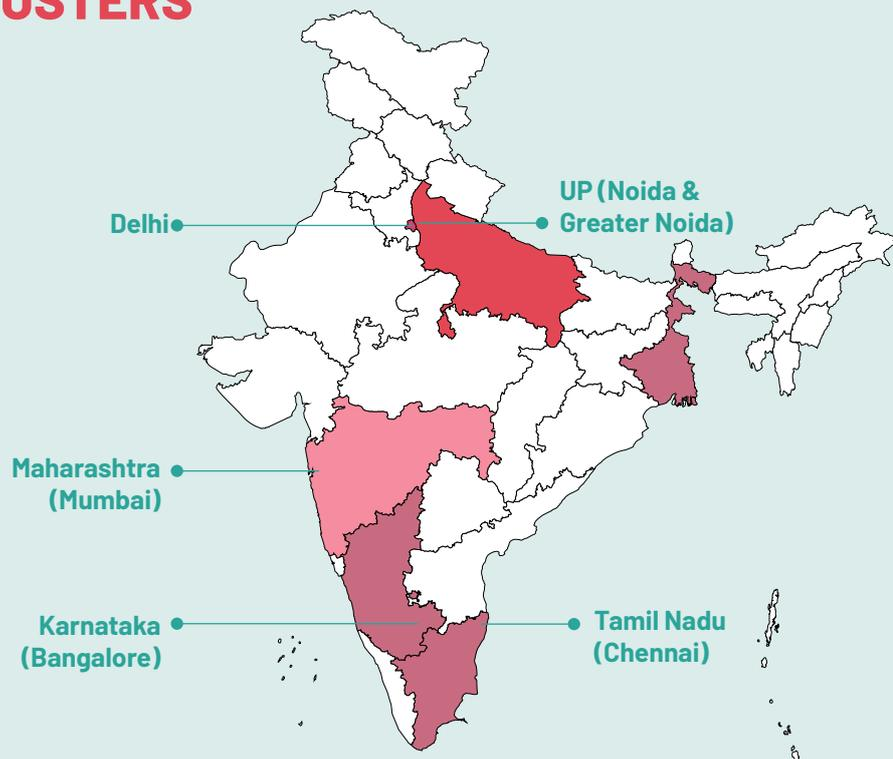 USTERS
Delhi
UP (Noida &
Greater Noida)
Maharashtra
(Mumbai)
Karnataka
(Bangalore)
Tamil Nadu
(Chennai)